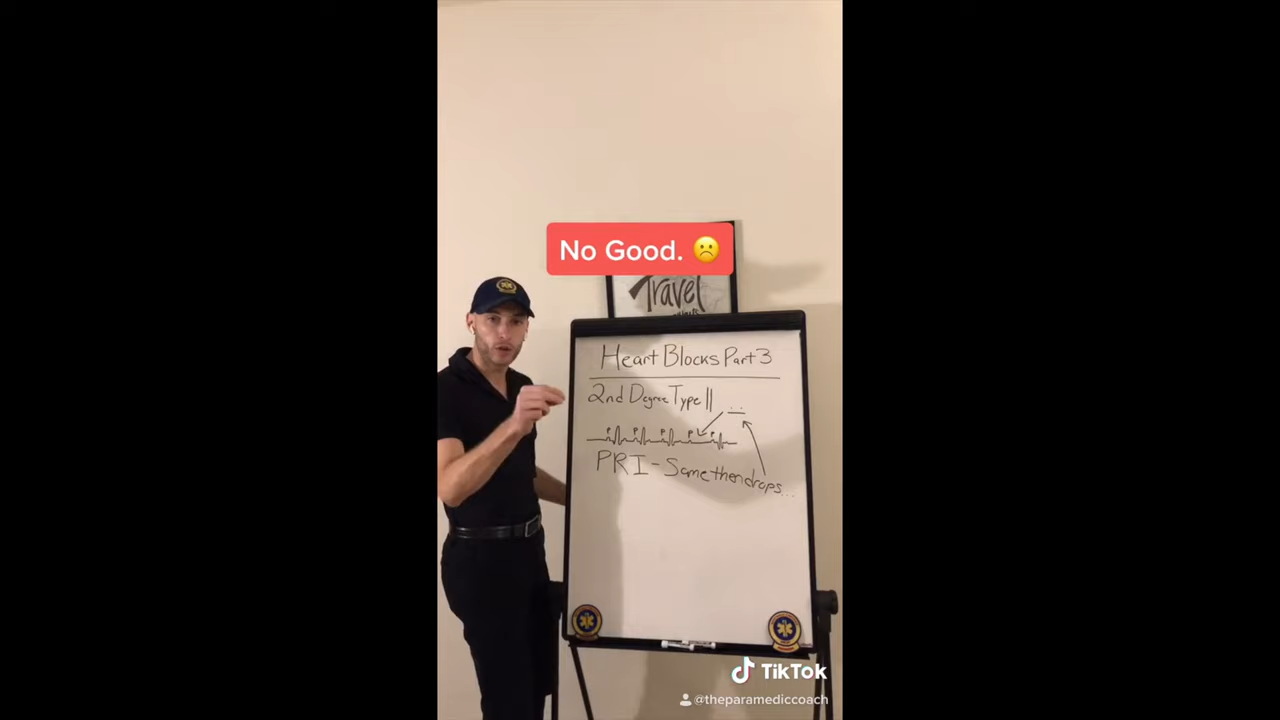 No Good. ☹️
Travel
Heart Blocks Part 3
2nd Degree Type II
P P P P P
PRI - Same then drops...
TikTok
@theparamediccoach